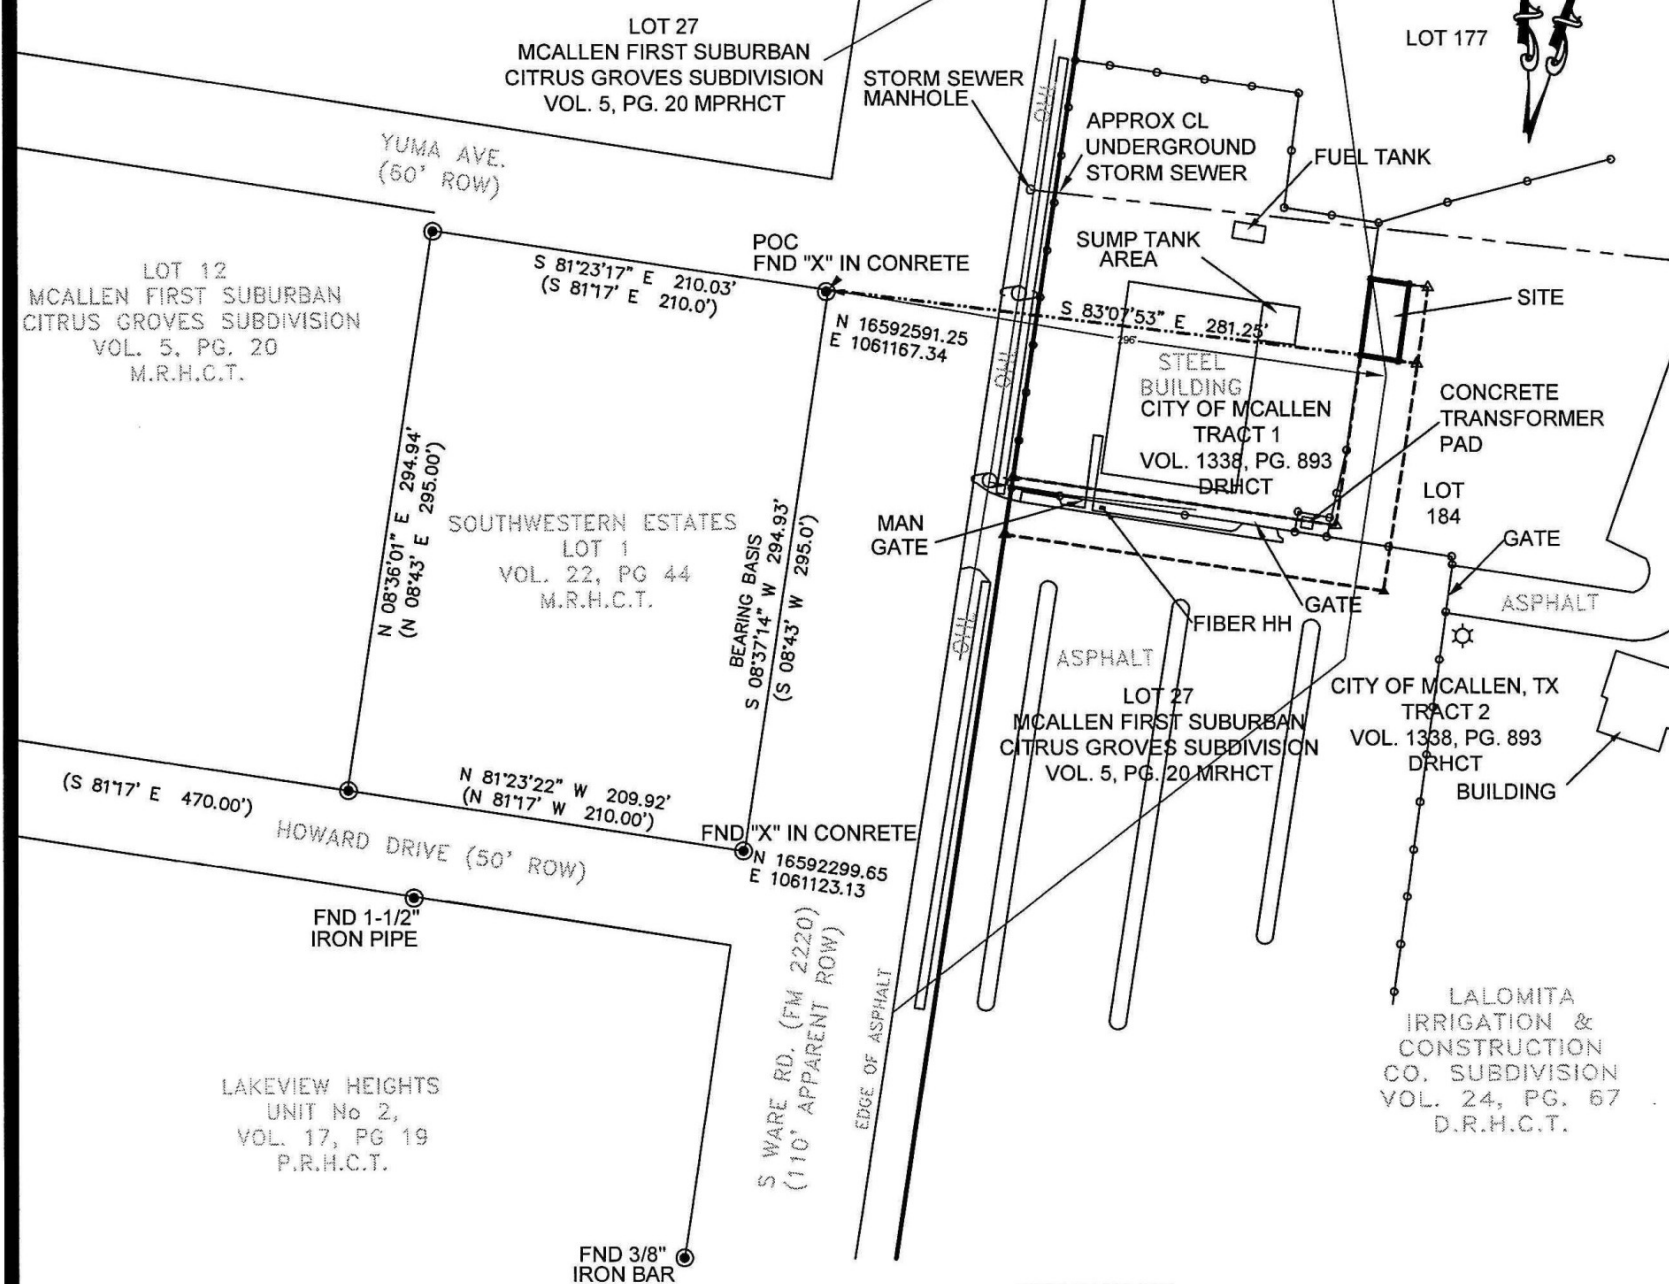 LOT 27
MCALLEN FIRST SUBURBAN
CITRUS GROVES SUBDIVISION
VOL. 5, PG. 20 MPRHCT
LOT 177
STORM SEWER
MANHOLE
OHL
APPROX CL
UNDERGROUND
STORM SEWER
FUEL TANK
YUMA AVE.
(60' ROW)
POC
FND "X" IN CONRETE
SUMP TANK
AREA
SITE
LOT 12
MCALLEN FIRST SUBURBAN
CITRUS GROVES SUBDIVISION
VOL. 5, PG. 20
M.R.H.C.T.
S 81°23'17" E 210.03'
(S 81°17' E 210.0')
N 16592591.25
E 1061167.34
S 83°07'53" E 281.25'
296'
OHL
STEEL
BUILDING
CITY OF MCALLEN
TRACT 1
VOL. 1338, PG. 893
DRHCT
CONCRETE
TRANSFORMER
PAD
LOT
184
N 08°36'01" E 294.94'
(N 08°43' E 295.00')
SOUTHWESTERN ESTATES
LOT 1
VOL. 22, PG 44
M.R.H.C.T.
BEARING BASIS
S 08°37'14" W 294.93'
(S 08°43' W 295.0')
MAN
GATE
GATE
GATE
FIBER HH
ASPHALT
OHL
ASPHALT
LOT 27
MCALLEN FIRST SUBURBAN
CITRUS GROVES SUBDIVISION
VOL. 5, PG. 20 MRHCT
CITY OF MCALLEN, TX
TRACT 2
VOL. 1338, PG. 893
DRHCT
BUILDING
(S 81°17' E 470.00')
N 81°23'22" W 209.92'
(N 81°17' W 210.00')
HOWARD DRIVE (50' ROW)
FND "X" IN CONRETE
N 16592299.65
E 1061123.13
FND 1-1/2"
IRON PIPE
S WARE RD. (FM 2220)
(110' APPARENT ROW)
EDGE OF ASPHALT
LALOMITA
IRRIGATION &
CONSTRUCTION
CO. SUBDIVISION
VOL. 24, PG. 67
D.R.H.C.T.
LAKEVIEW HEIGHTS
UNIT No 2,
VOL. 17, PG 19
P.R.H.C.T.
FND 3/8"
IRON BAR